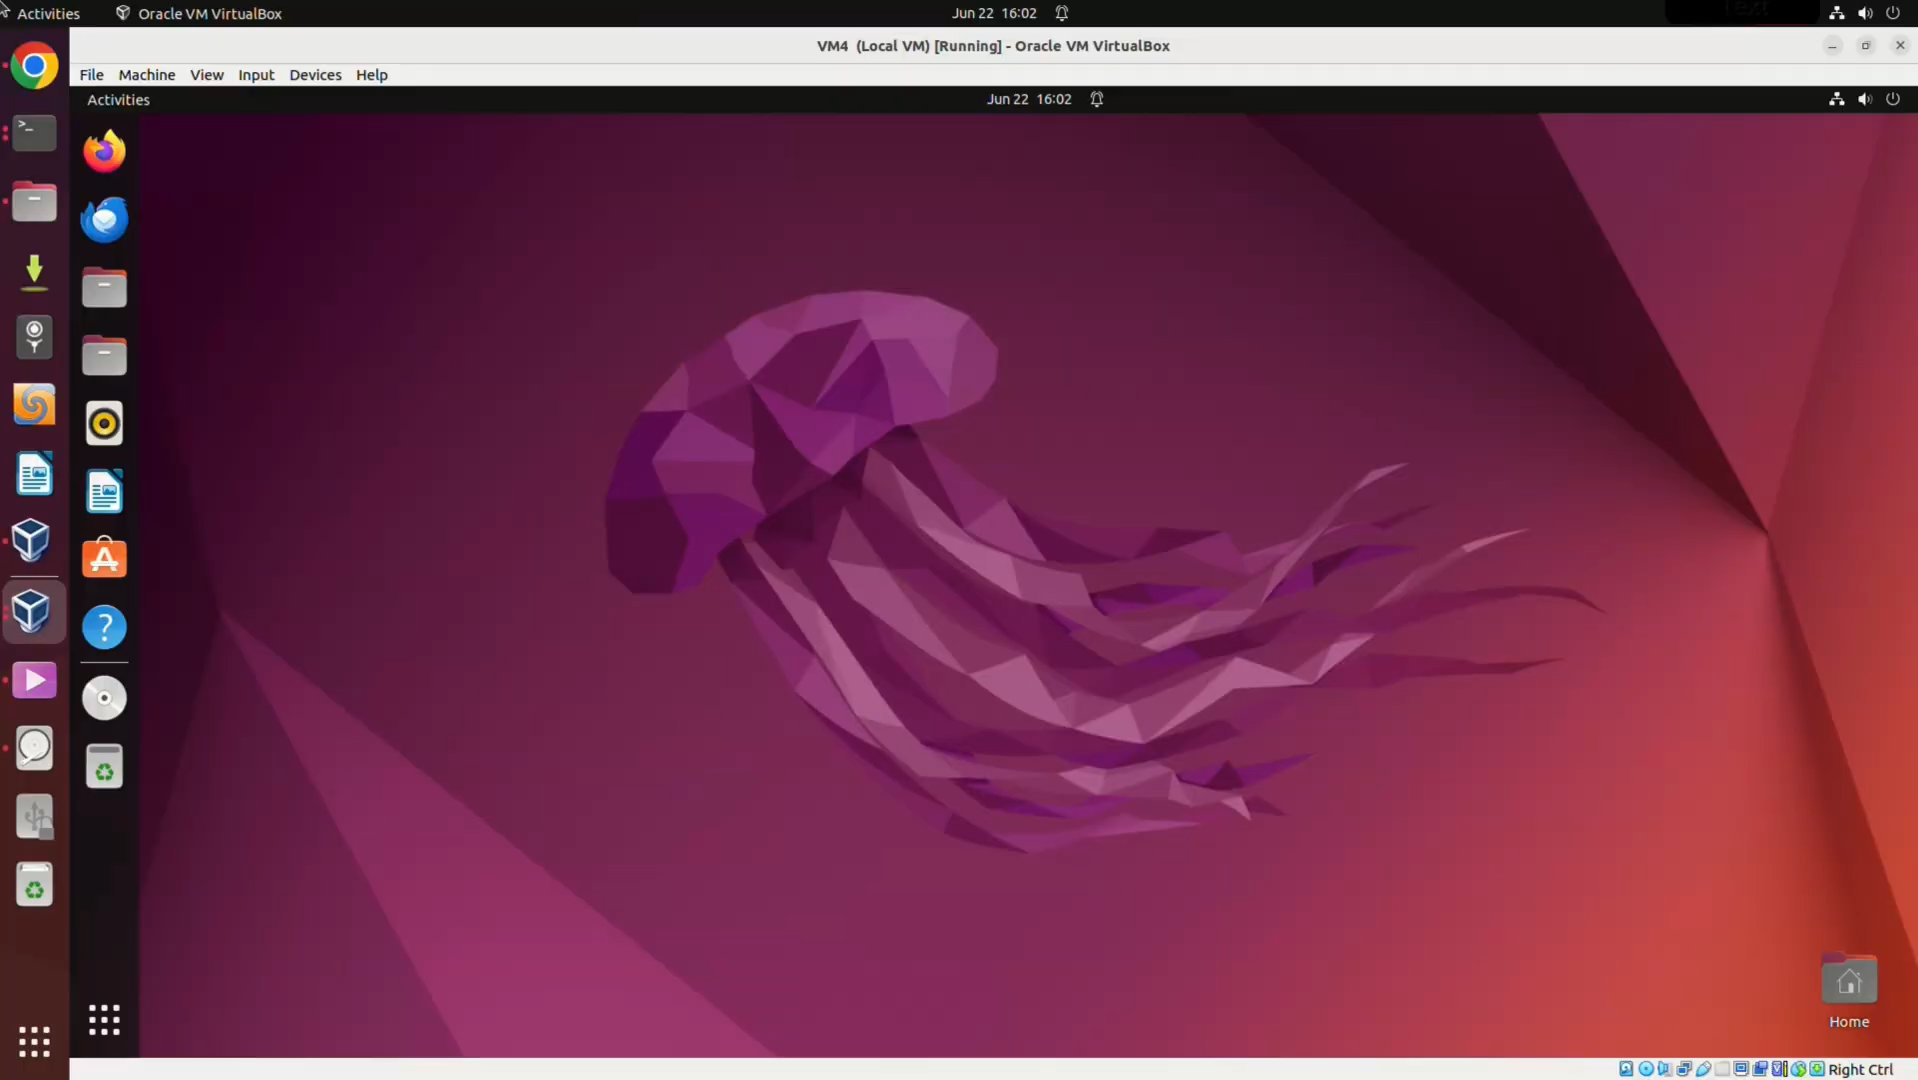 Activities Oracle VM VirtualBox Jun 22 16:02
VM4 (Local VM) [Running] - Oracle VM VirtualBox
File Machine View Input Devices Help
Activities Jun 22 16:02
Home
Right Ctrl